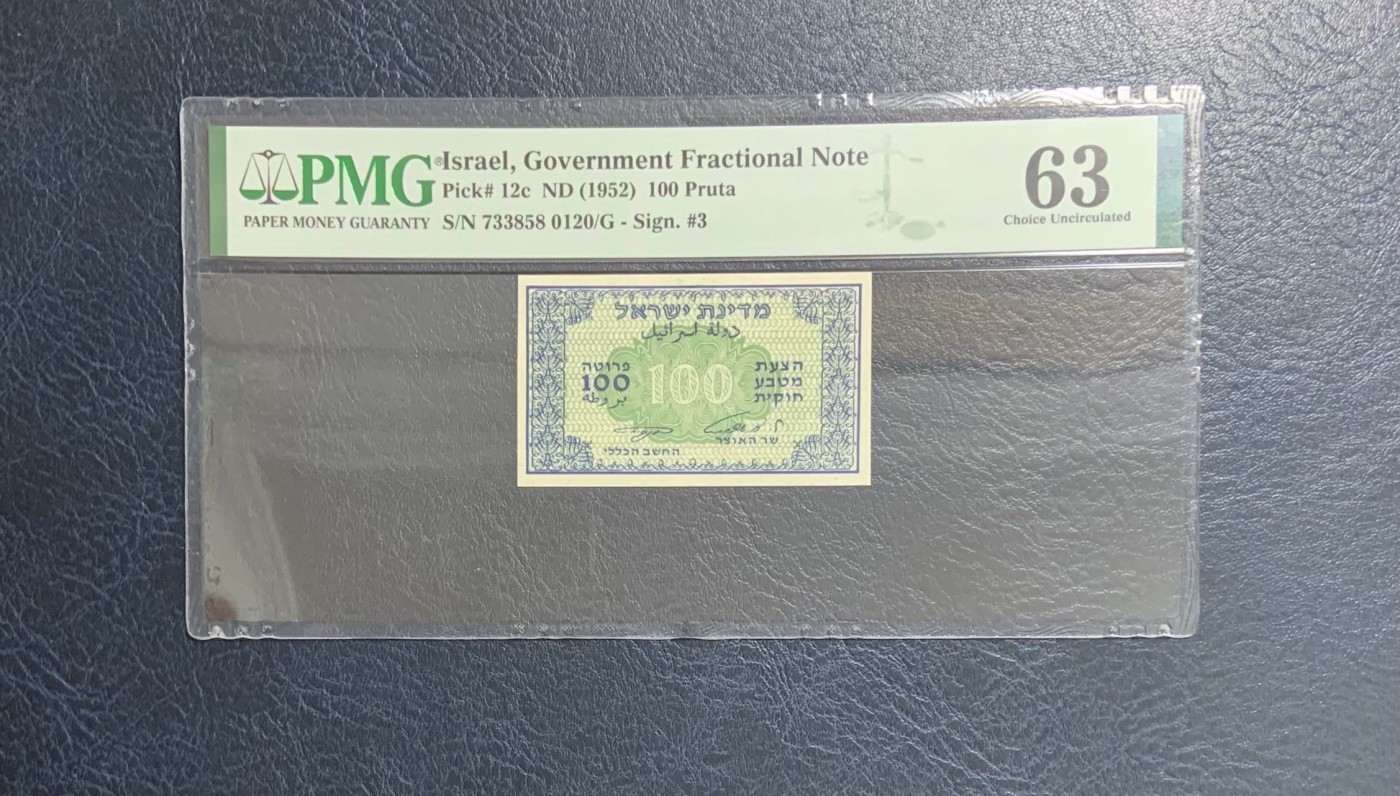 PMG®
PAPER MONEY GUARANTY
Israel, Government Fractional Note
Pick# 12c ND (1952) 100 Pruta
S/N 733858 0120/G - Sign. #3
63
Choice Uncirculated
מדינת ישראל
دولة اسرائيل
הצעת
מטבע
חוקית
100
פרוטה
100
بروطة
שר האוצר
החשב הכללי